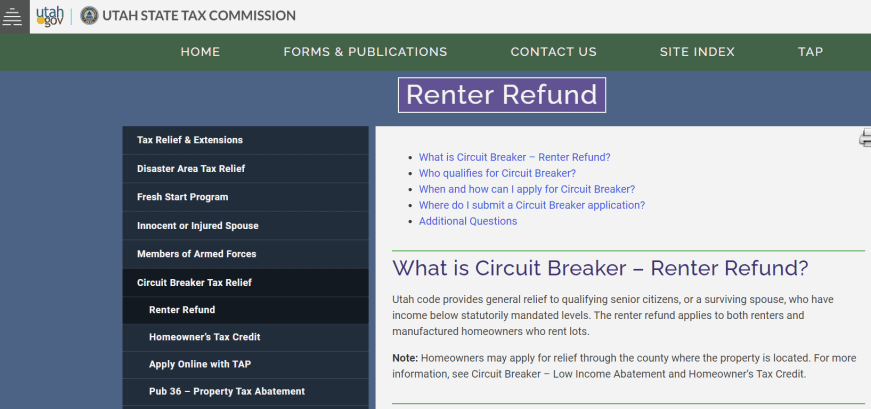 utah
gov
UTAH STATE TAX COMMISSION
HOME
FORMS & PUBLICATIONS
CONTACT US
SITE INDEX
TAP
Renter Refund
Tax Relief & Extensions
Disaster Area Tax Relief
Fresh Start Program
Innocent or Injured Spouse
Members of Armed Forces
Circuit Breaker Tax Relief
Renter Refund
Homeowner's Tax Credit
Apply Online with TAP
Pub 36 – Property Tax Abatement
What is Circuit Breaker – Renter Refund?
Who qualifies for Circuit Breaker?
When and how can I apply for Circuit Breaker?
Where do I submit a Circuit Breaker application?
Additional Questions
What is Circuit Breaker – Renter Refund?
Utah code provides general relief to qualifying senior citizens, or a surviving spouse, who have
income below statutorily mandated levels. The renter refund applies to both renters and
manufactured homeowners who rent lots.
Note: Homeowners may apply for relief through the county where the property is located. For more
information, see Circuit Breaker – Low Income Abatement and Homeowner's Tax Credit.